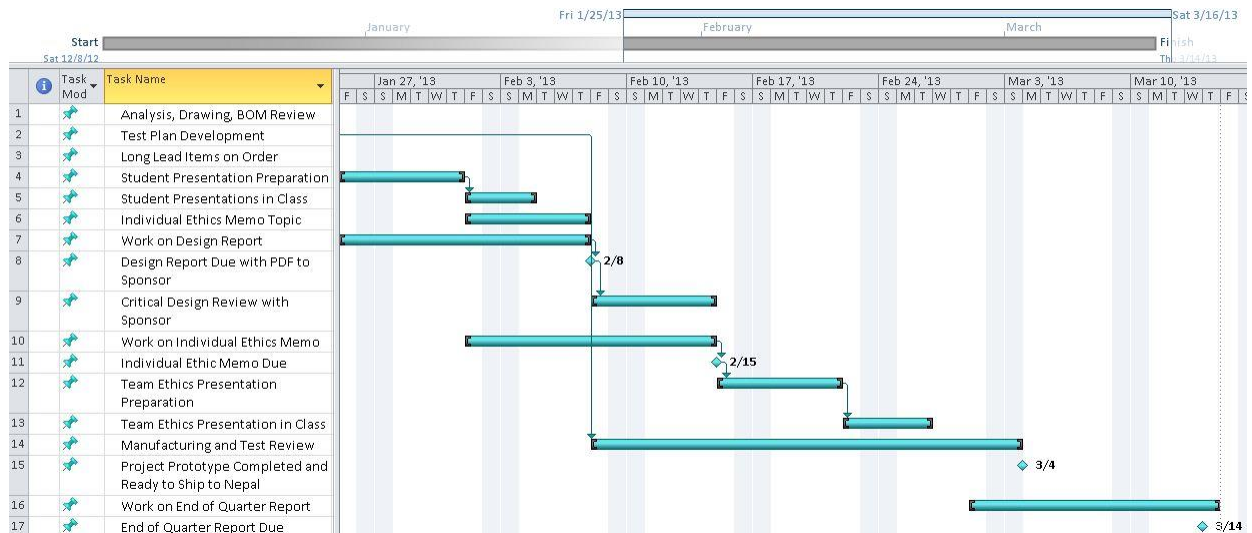 Fri 1/25/13 Sat 3/16/13
January February March
Start Finish
Sat 12/8/12 Thu 3/14/13
Task Mod Task Name Jan 27, '13 Feb 3, '13 Feb 10, '13 Feb 17, '13 Feb 24, '13 Mar 3, '13 Mar 10, '13
F S S M T W T F S S M T W T F S S M T W T F S S M T W T F S S M T W T F S S M T W T F S S M T W T F S
1 Analysis, Drawing, BOM Review
2 Test Plan Development
3 Long Lead Items on Order
4 Student Presentation Preparation
5 Student Presentations in Class
6 Individual Ethics Memo Topic
7 Work on Design Report
8 Design Report Due with PDF to 2/8
Sponsor
9 Critical Design Review with
Sponsor
10 Work on Individual Ethics Memo
11 Individual Ethic Memo Due 2/15
12 Team Ethics Presentation
Preparation
13 Team Ethics Presentation in Class
14 Manufacturing and Test Review
15 Project Prototype Completed and 3/4
Ready to Ship to Nepal
16 Work on End of Quarter Report
17 End of Quarter Report Due 3/14